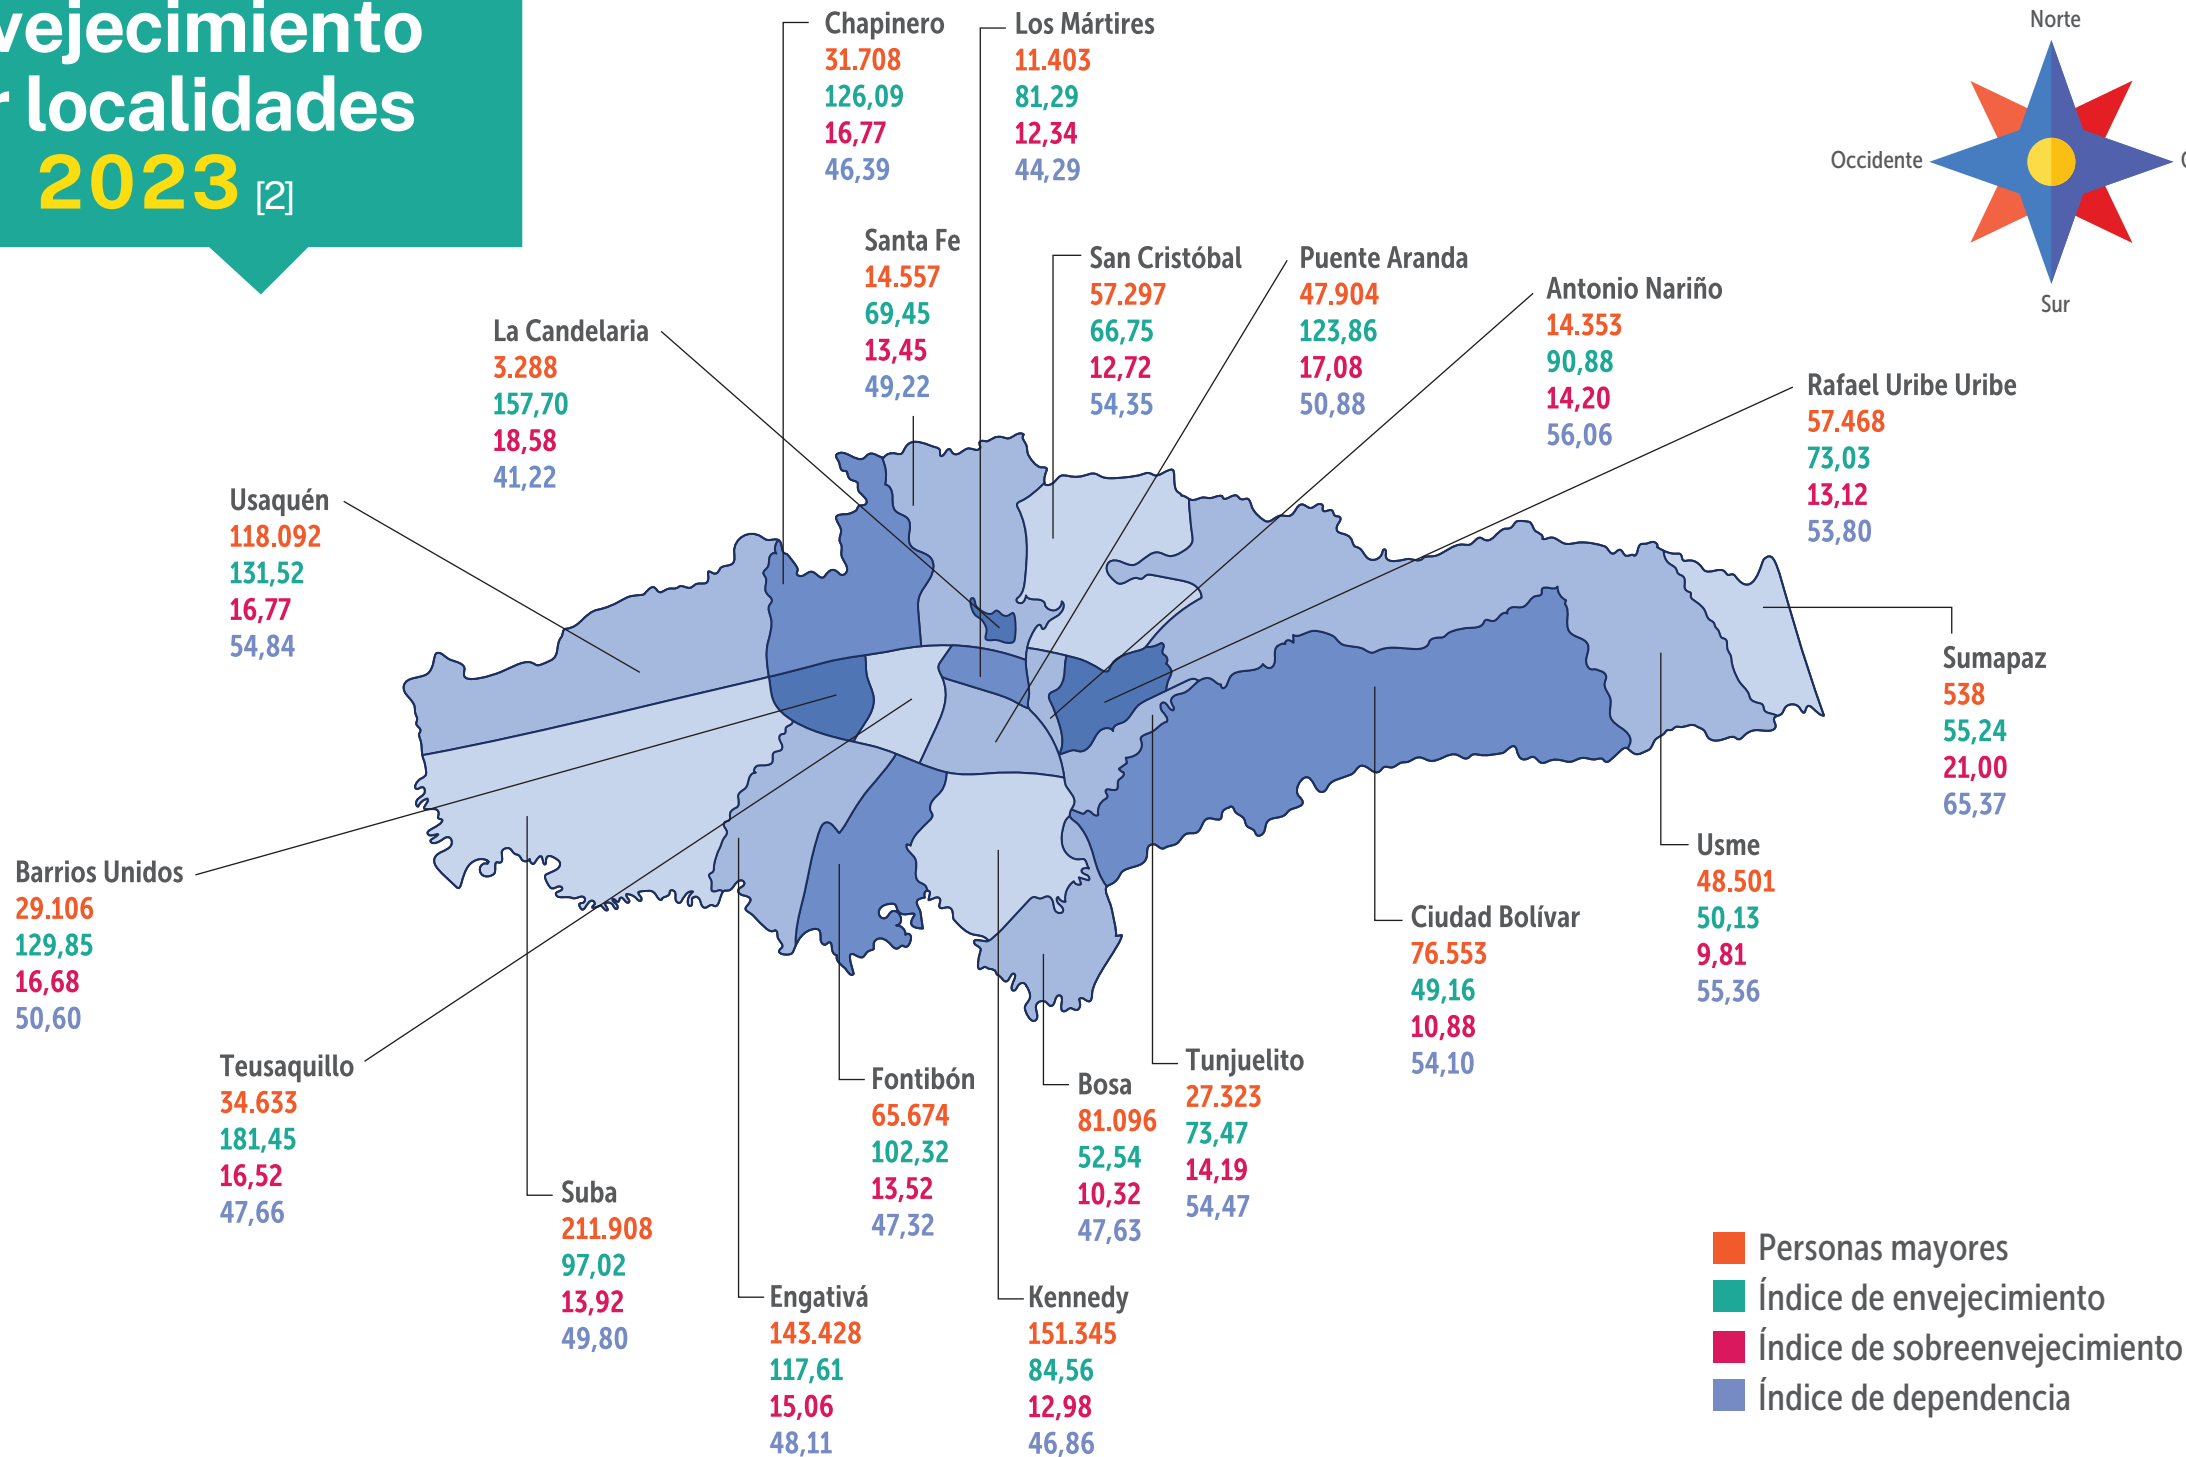 vejecimiento
r localidades
2023 [2]
Norte
Occidente
Sur
Chapinero
31.708
126,09
16,77
46,39
Los Mártires
11.403
81,29
12,34
44,29
Santa Fe
14.557
69,45
13,45
49,22
San Cristóbal
57.297
66,75
12,72
54,35
Puente Aranda
47.904
123,86
17,08
50,88
Antonio Nariño
14.353
90,88
14,20
56,06
La Candelaria
3.288
157,70
18,58
41,22
Rafael Uribe Uribe
57.468
73,03
13,12
53,80
Usaquén
118.092
131,52
16,77
54,84
Sumapaz
538
55,24
21,00
65,37
Usme
48.501
50,13
9,81
55,36
Barrios Unidos
29.106
129,85
16,68
50,60
Ciudad Bolívar
76.553
49,16
10,88
54,10
Teusaquillo
34.633
181,45
16,52
47,66
Fontibón
65.674
102,32
13,52
47,32
Bosa
81.096
52,54
10,32
47,63
Tunjuelito
27.323
73,47
14,19
54,47
Suba
211.908
97,02
13,92
49,80
Engativá
143.428
117,61
15,06
48,11
Kennedy
151.345
84,56
12,98
46,86
Personas mayores
Índice de envejecimiento
Índice de sobreenvejecimiento
Índice de dependencia